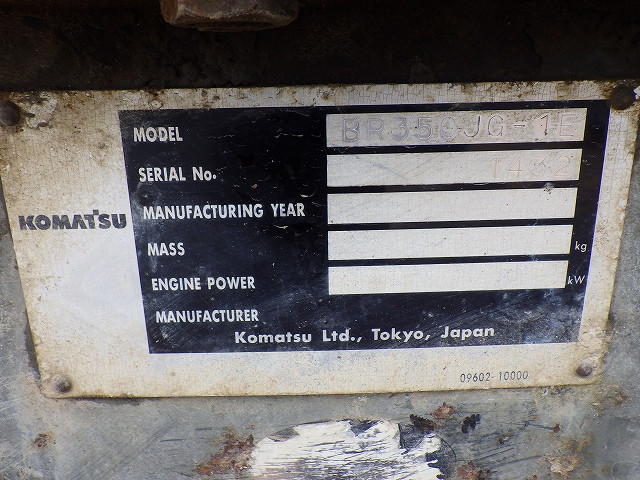 MODEL BR350JG-1E
SERIAL No.
KOMATSU
MANUFACTURING YEAR
MASS kg
ENGINE POWER kW
MANUFACTURER
Komatsu Ltd., Tokyo, Japan
09602-10000